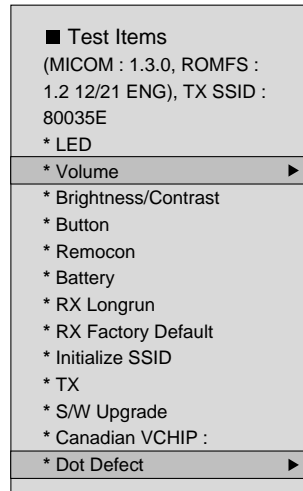 ■ Test Items
(MICOM : 1.3.0, ROMFS :
1.2 12/21 ENG), TX SSID :
80035E
* LED
* Volume ▶
* Brightness/Contrast
* Button
* Remocon
* Battery
* RX Longrun
* RX Factory Default
* Initialize SSID
* TX
* S/W Upgrade
* Canadian VCHIP :
* Dot Defect ▶